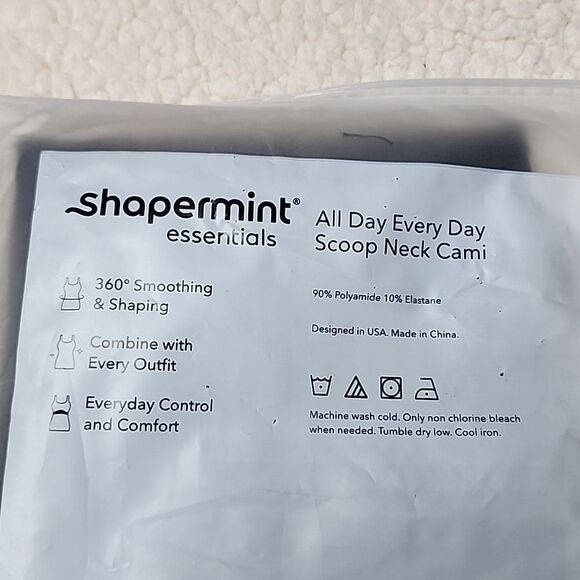 shapermint®
essentials
All Day Every Day
Scoop Neck Cami
360° Smoothing
& Shaping
Combine with
Every Outfit
Everyday Control
and Comfort
90% Polyamide 10% Elastane
Designed in USA. Made in China.
Machine wash cold. Only non chlorine bleach
when needed. Tumble dry low. Cool iron.